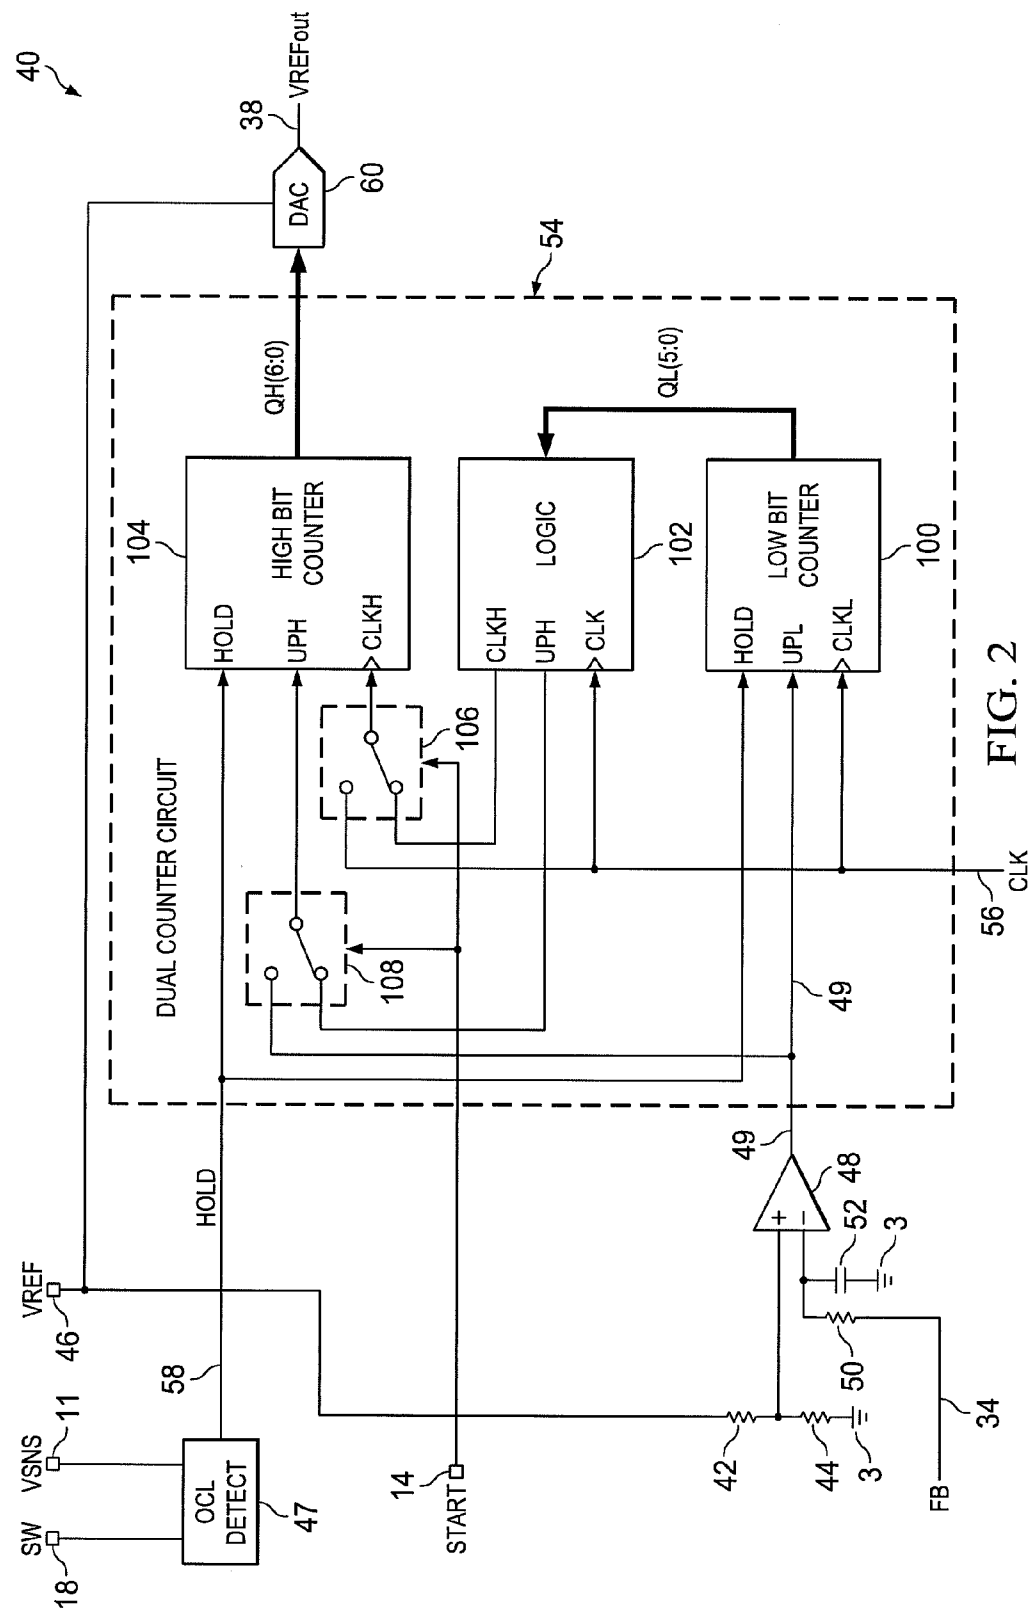 40
SW
18
VSNS
11
VREF
46
OCL
DETECT
47
58
HOLD
DUAL COUNTER CIRCUIT
54
HOLD
UPH
CLKH
HIGH BIT
COUNTER
104
QH(6:0)
DAC
60
38
VREFout
108
106
START
14
CLKH
UPH
CLK
LOGIC
102
QL(5:0)
HOLD
UPL
CLKL
LOW BIT
COUNTER
100
49
49
+
−
48
52
3
50
42
44
3
FB
34
56
CLK
FIG. 2